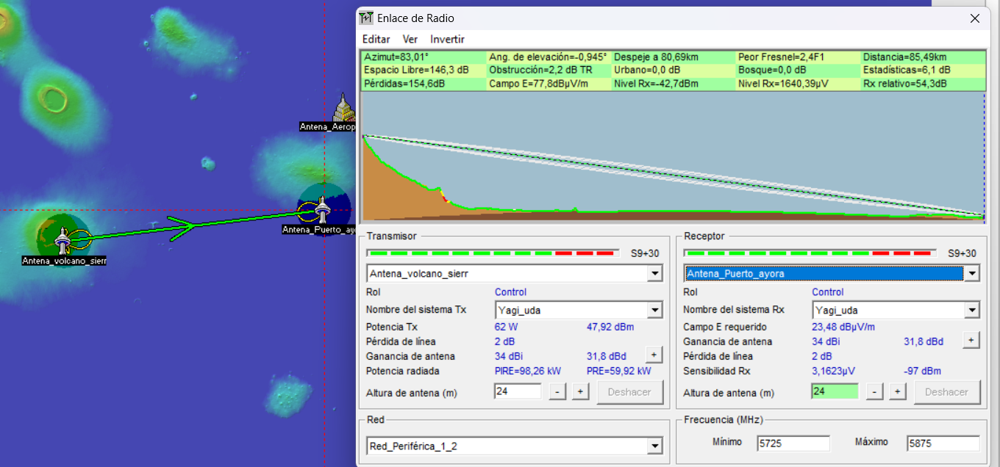 Enlace de Radio
Editar Ver Invertir
Azimut=83,01° Ang. de elevación=-0,945° Despeje a 80,69km Peor Fresnel=2,4F1 Distancia=85,49km
Espacio Libre=146,3 dB Obstrucción=2,2 dB TR Urbano=0,0 dB Bosque=0,0 dB Estadísticas=6,1 dB
Pérdidas=154,6dB Campo E=77,8dBµV/m Nivel Rx=-42,7dBm Nivel Rx=1640,39µV Rx relativo=54,3dB
Antena_Aerop
Antena_Puerto_ay
Antena_volcano_sierr
Transmisor
S9+30
Antena_volcano_sierr
Rol Control
Nombre del sistema Tx Yagi_uda
Potencia Tx 62 W 47,92 dBm
Pérdida de línea 2 dB
Ganancia de antena 34 dBi 31,8 dBd +
Potencia radiada PIRE=98,26 kW PRE=59,92 kW
Altura de antena (m) 24 - + Deshacer
Receptor
S9+30
Antena_Puerto_ayora
Rol Control
Nombre del sistema Rx Yagi_uda
Campo E requerido 23,48 dBµV/m
Ganancia de antena 34 dBi 31,8 dBd +
Pérdida de línea 2 dB
Sensibilidad Rx 3,1623µV -97 dBm
Altura de antena (m) 24 - + Deshacer
Red
Red_Periférica_1_2
Frecuencia (MHz)
Mínimo 5725 Máximo 5875